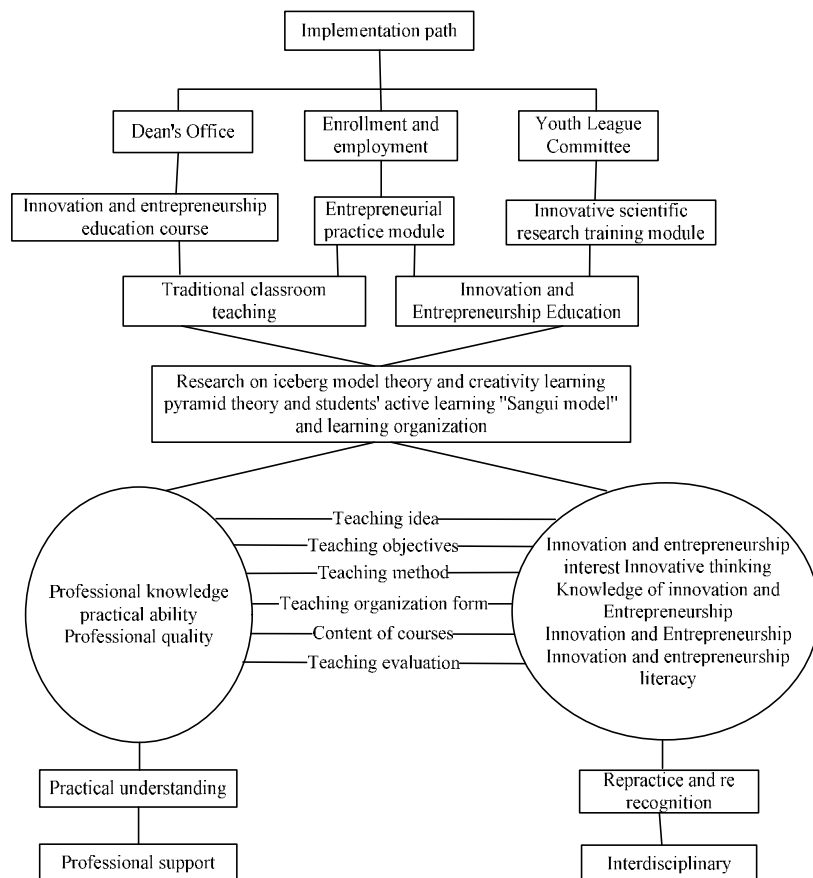 Implementation path
Dean's Office
Enrollment and
employment
Youth League
Committee
Innovation and entrepreneurship
education course
Entrepreneurial
practice module
Innovative scientific
research training module
Traditional classroom
teaching
Innovation and
Entrepreneurship Education
Research on iceberg model theory and creativity learning
pyramid theory and students' active learning "Sangui model"
and learning organization
Professional knowledge
practical ability
Professional quality
Teaching idea
Teaching objectives
Teaching method
Teaching organization form
Content of courses
Teaching evaluation
Innovation and entrepreneurship
interest Innovative thinking
Knowledge of innovation and
Entrepreneurship
Innovation and Entrepreneurship
Innovation and entrepreneurship
literacy
Practical understanding
Repractice and re
recognition
Professional support
Interdisciplinary